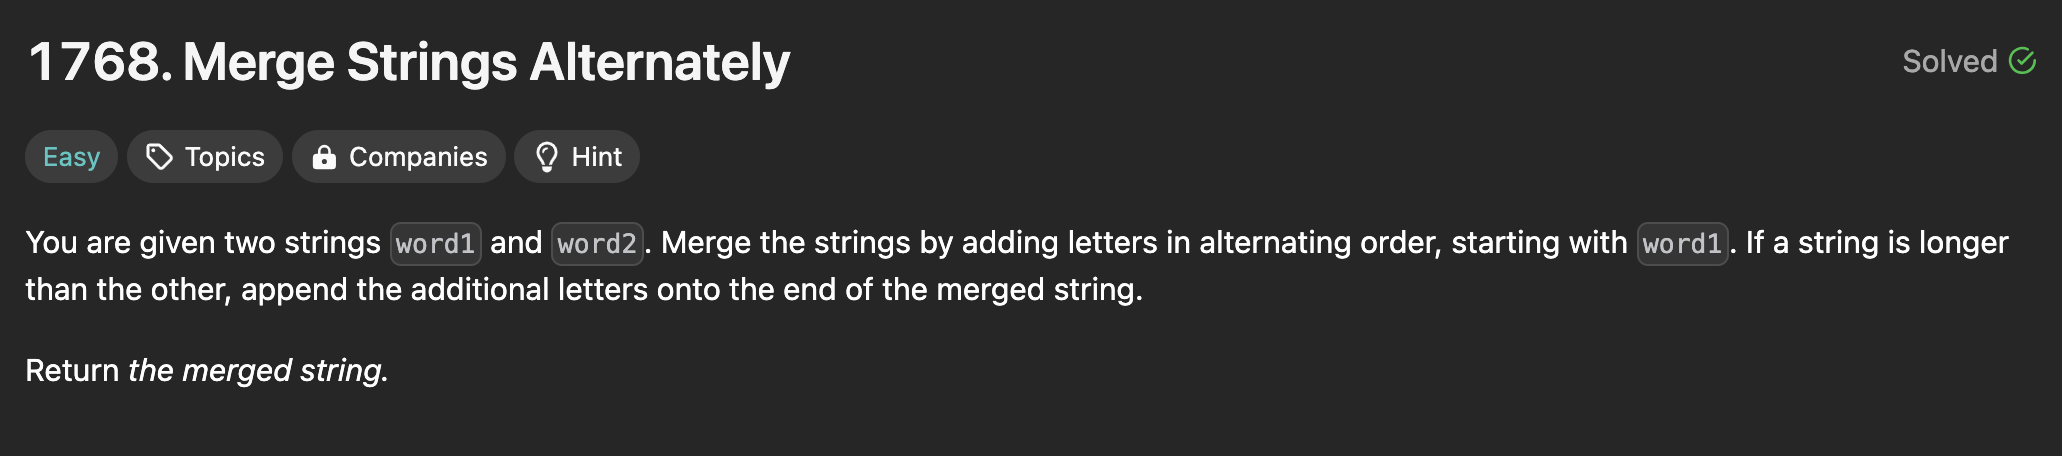 1768. Merge Strings Alternately
Solved
Easy Topics Companies Hint
You are given two strings word1 and word2. Merge the strings by adding letters in alternating order, starting with word1. If a string is longer
than the other, append the additional letters onto the end of the merged string.
Return the merged string.